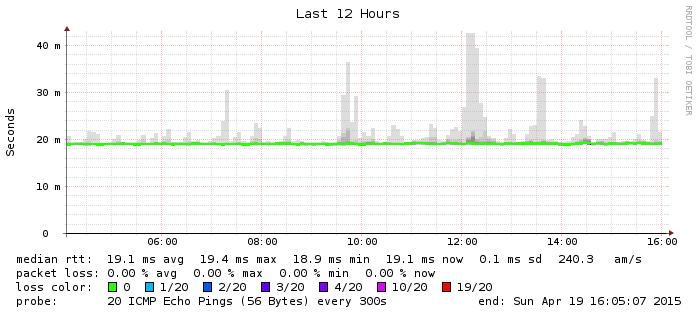 Last 12 Hours
RRDTOOL / TOBI OETIKER
Seconds
40 m
30 m
20 m
10 m
0
06:00 08:00 10:00 12:00 14:00 16:00
median rtt: 19.1 ms avg 19.4 ms max 18.9 ms min 19.1 ms now 0.1 ms sd 240.3 am/s
packet loss: 0.00 % avg 0.00 % max 0.00 % min 0.00 % now
loss color: 0 1/20 2/20 3/20 4/20 10/20 19/20
probe: 20 ICMP Echo Pings (56 Bytes) every 300s end: Sun Apr 19 16:05:07 2015